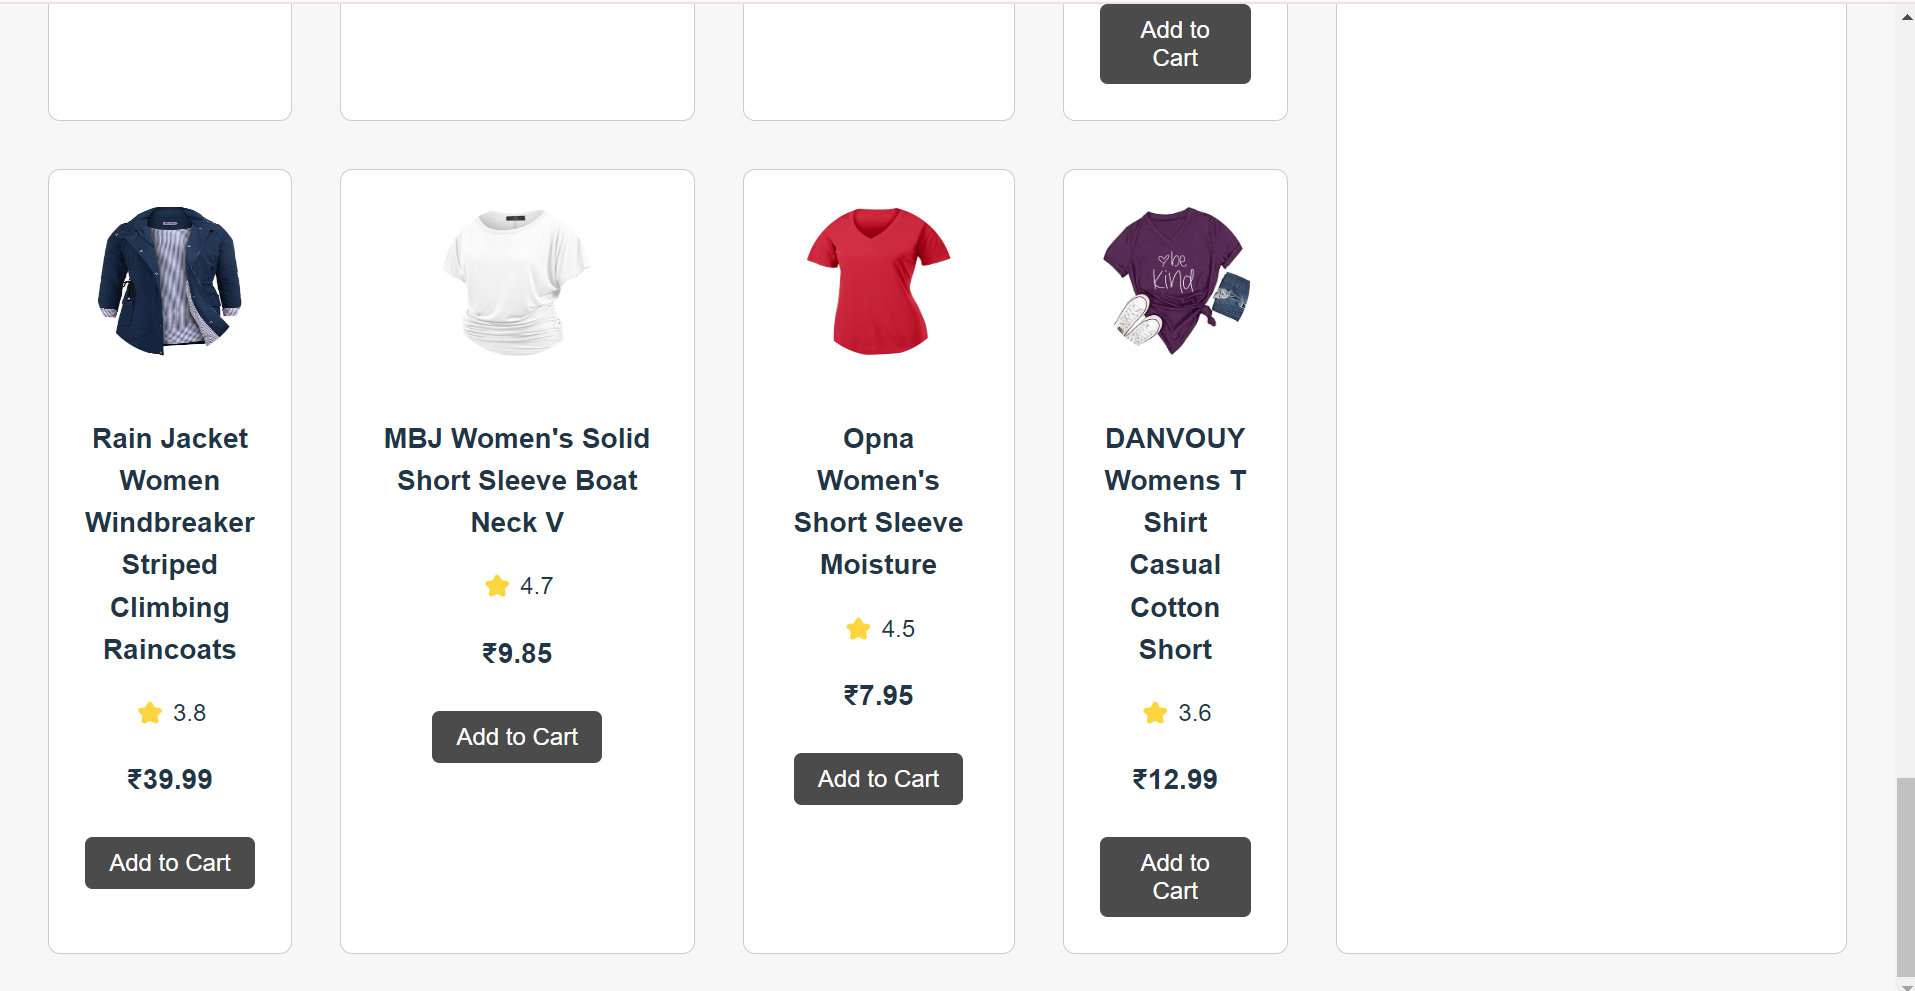 Add to
Cart
be
kind
Rain Jacket
Women
Windbreaker
Striped
Climbing
Raincoats
3.8
₹39.99
Add to Cart
MBJ Women's Solid
Short Sleeve Boat
Neck V
4.7
₹9.85
Add to Cart
Opna
Women's
Short Sleeve
Moisture
4.5
₹7.95
Add to Cart
DANVOUY
Womens T
Shirt
Casual
Cotton
Short
3.6
₹12.99
Add to
Cart